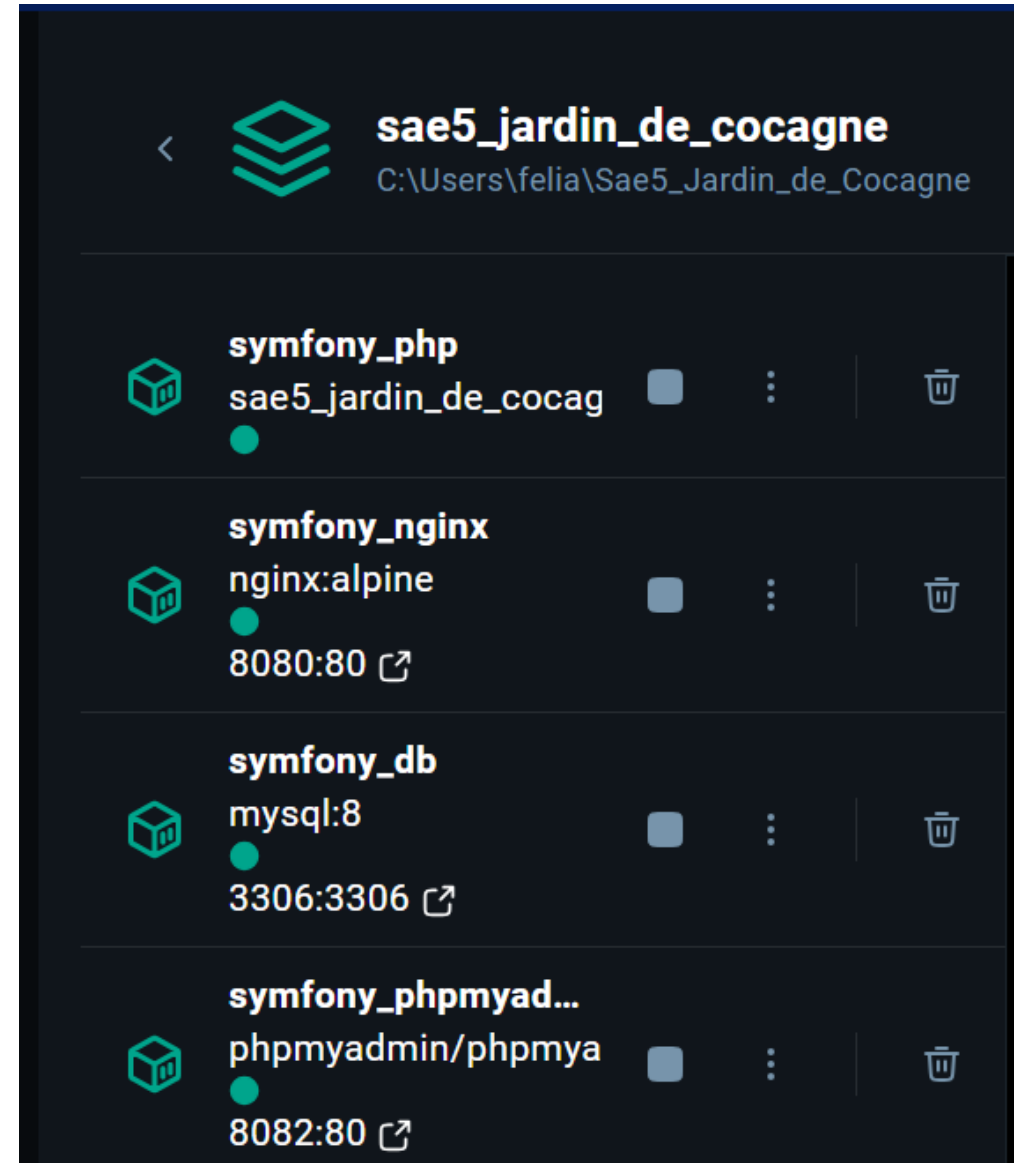 sae5_jardin_de_cocagne
C:\Users\felia\Sae5_Jardin_de_Cocagne
symfony_php
sae5_jardin_de_cocag
symfony_nginx
nginx:alpine
8080:80
symfony_db
mysql:8
3306:3306
symfony_phpmyad...
phpmyadmin/phpmya
8082:80